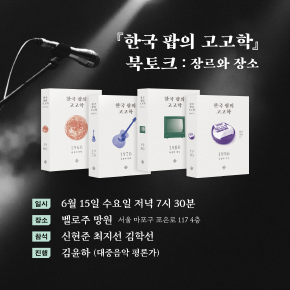 『한국 팝의 고고학』
북토크 : 장르와 장소
한국 팝의
고고학
1960
한국 팝의
고고학
1970
한국 팝의
고고학
1980
한국 팝의
고고학
1990
일시 6월 15일 수요일 저녁 7시 30분
장소 벨로주 망원 서울 마포구 포은로 117 4층
참석 신현준 최지선 김학선
진행 김윤하 (대중음악 평론가)